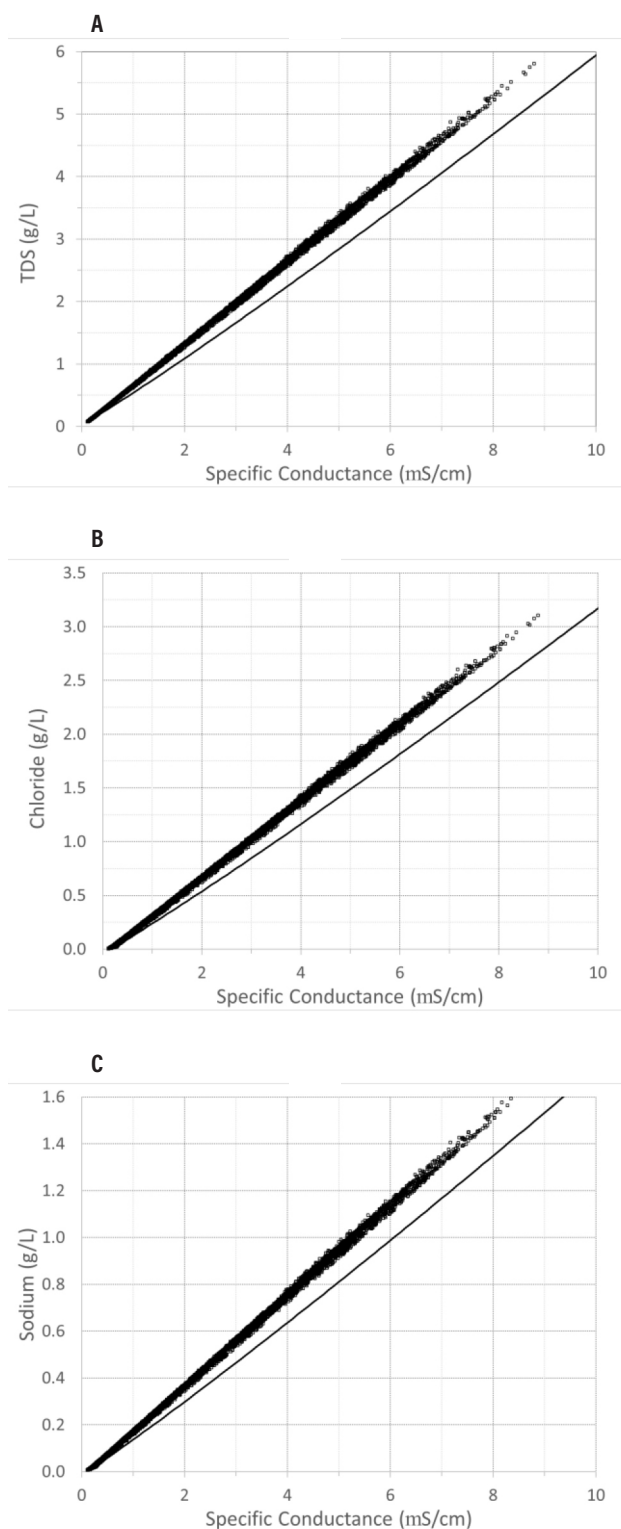 A
6
5
4
3
2
1
0
TDS (g/L)
0 2 4 6 8 10
Specific Conductance (mS/cm)
B
3.5
3.0
2.5
2.0
1.5
1.0
0.5
0.0
Chloride (g/L)
0 2 4 6 8 10
Specific Conductance (mS/cm)
C
1.6
1.4
1.2
1.0
0.8
0.6
0.4
0.2
0.0
Sodium (g/L)
0 2 4 6 8 10
Specific Conductance (mS/cm)